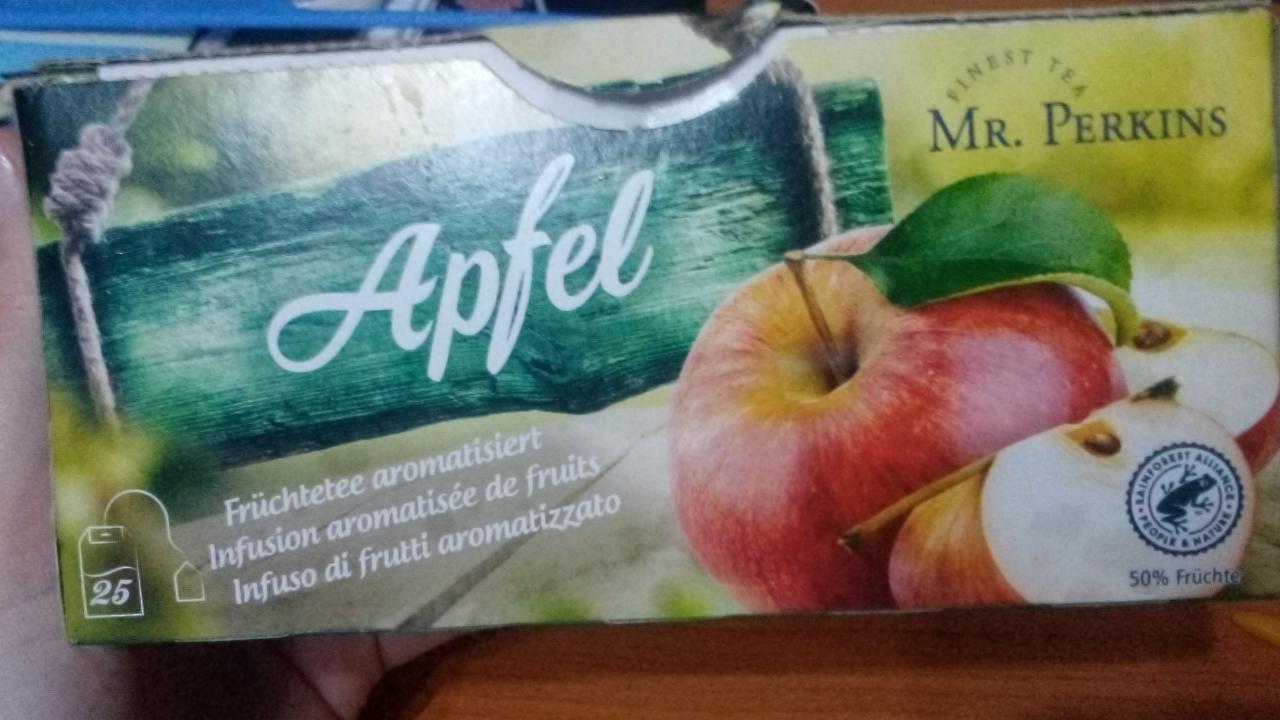 FINEST TEA
MR. PERKINS
Apfel
Früchtetee aromatisiert
Infusion aromatisée de fruits
Infuso di frutti aromatizzato
25
RAINFOREST ALLIANCE
PEOPLE & NATURE
50% Früchte